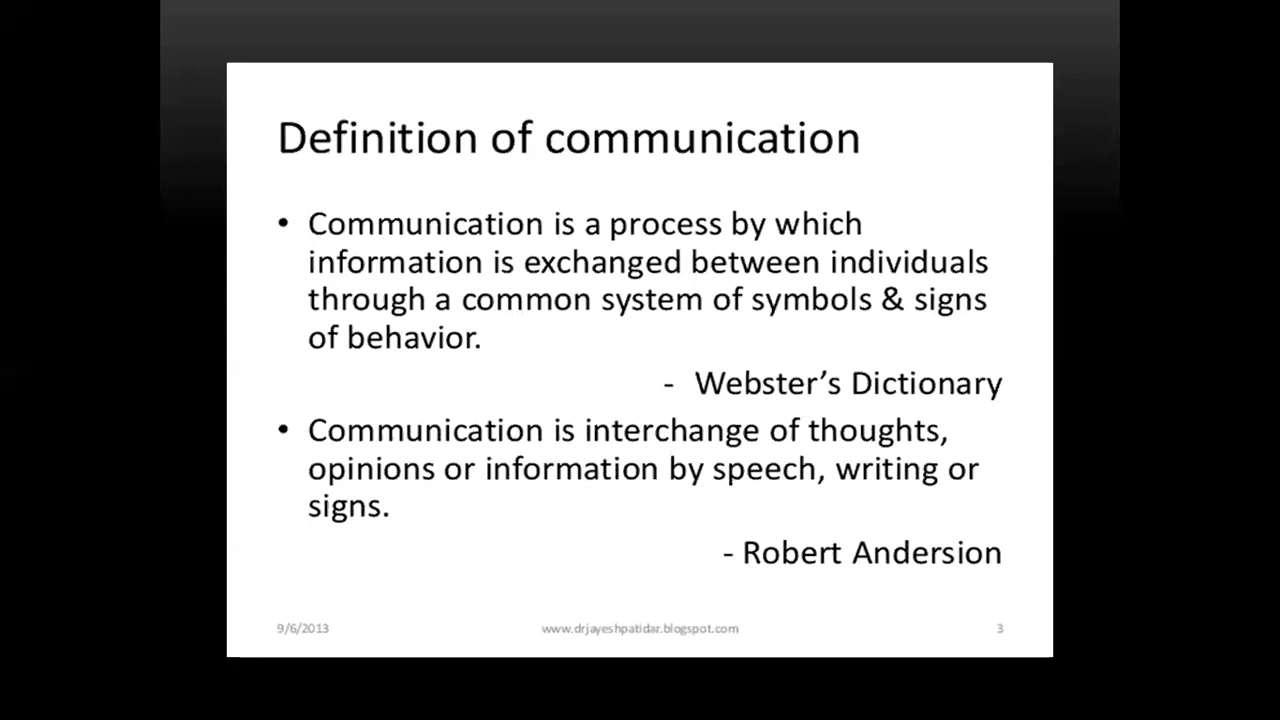 Definition of communication
• Communication is a process by which
information is exchanged between individuals
through a common system of symbols & signs
of behavior.
- Webster’s Dictionary
• Communication is interchange of thoughts,
opinions or information by speech, writing or
signs.
- Robert Andersion
9/6/2013 www.drjayeshpatidar.blogspot.com 3